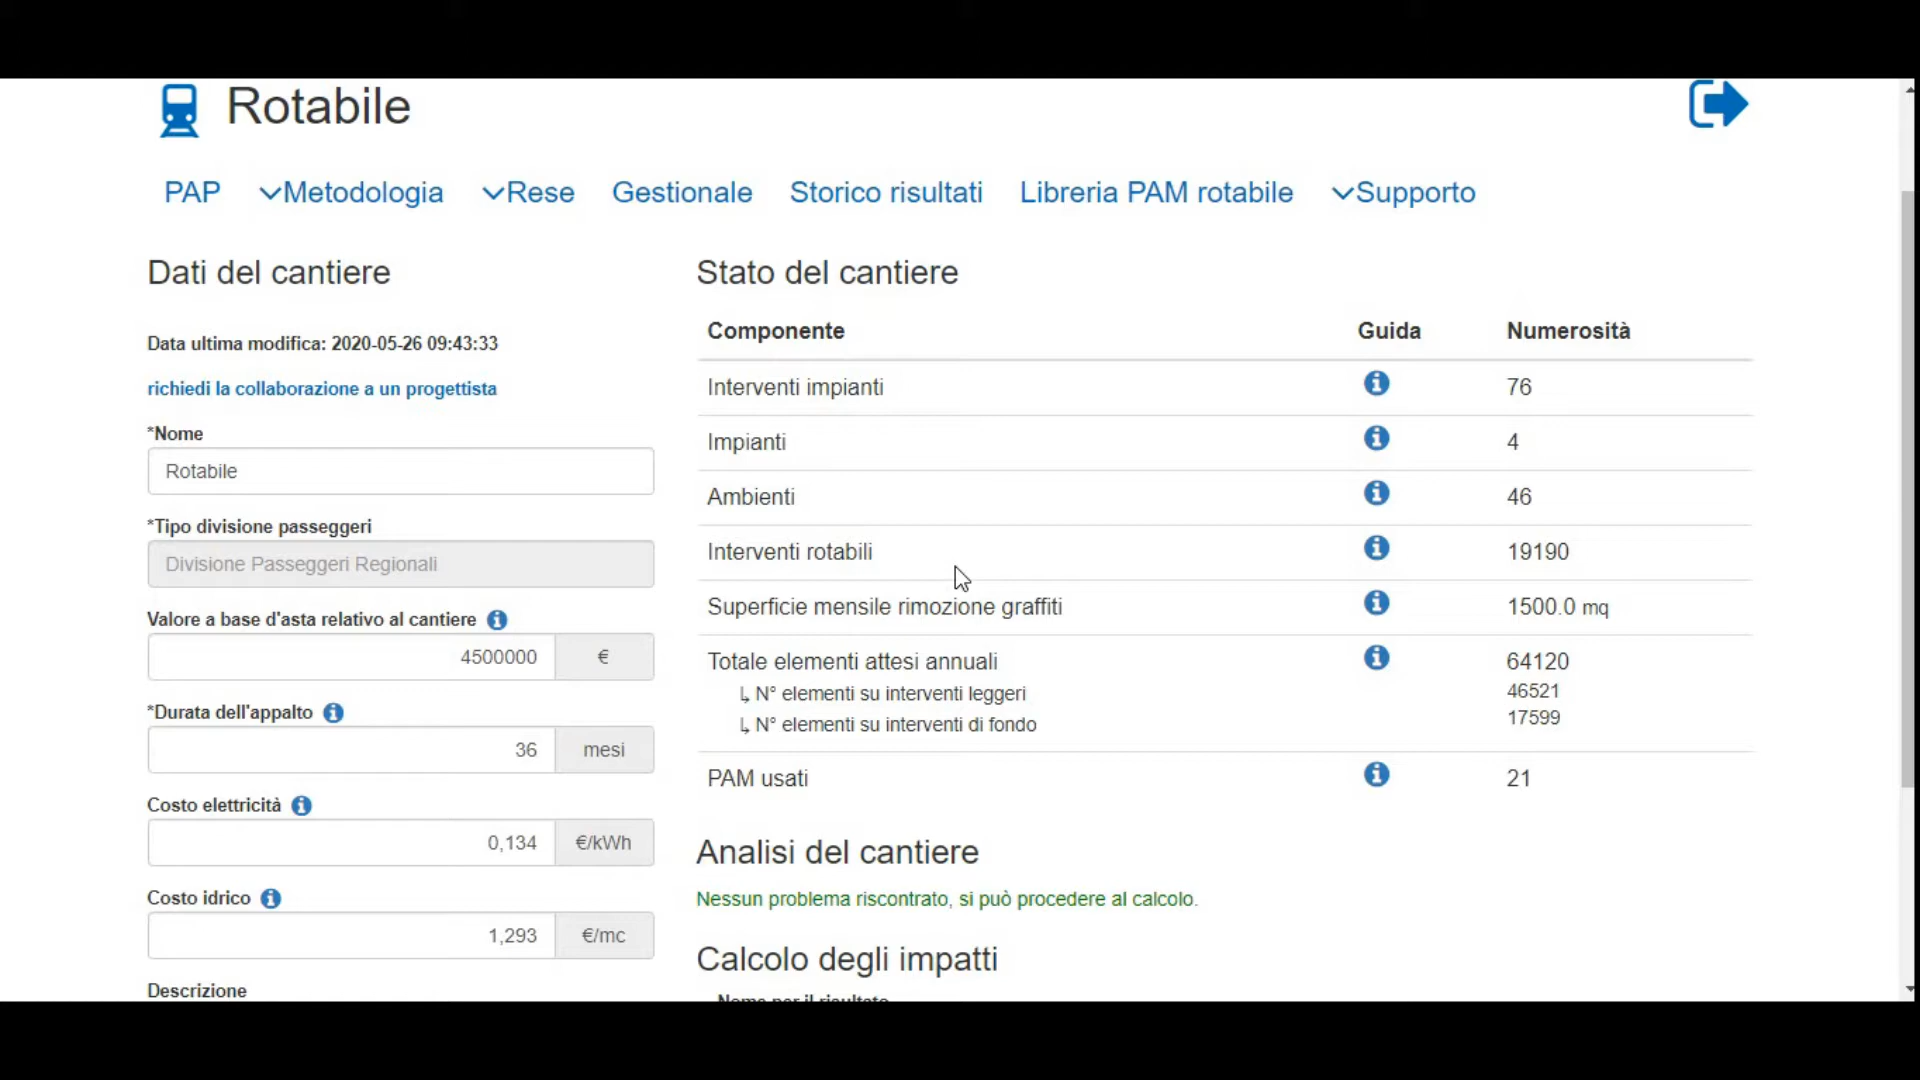 Rotabile
PAP Metodologia Rese Gestionale Storico risultati Libreria PAM rotabile Supporto
Dati del cantiere
Data ultima modifica: 2020-05-26 09:43:33
richiedi la collaborazione a un progettista
*Nome
Rotabile
*Tipo divisione passeggeri
Divisione Passeggeri Regionali
Valore a base d'asta relativo al cantiere
4500000 €
*Durata dell'appalto
36 mesi
Costo elettricità
0,134 €/kWh
Costo idrico
1,293 €/mc
Descrizione
Stato del cantiere
Componente Guida Numerosità
Interventi impianti 76
Impianti 4
Ambienti 46
Interventi rotabili 19190
Superficie mensile rimozione graffiti 1500.0 mq
Totale elementi attesi annuali 64120
↳ N° elementi su interventi leggeri 46521
↳ N° elementi su interventi di fondo 17599
PAM usati 21
Analisi del cantiere
Nessun problema riscontrato, si può procedere al calcolo.
Calcolo degli impatti
Nome per il risultato